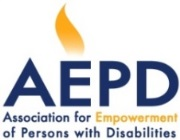 AEPD
Association for Empowerment
of Persons with Disabilities